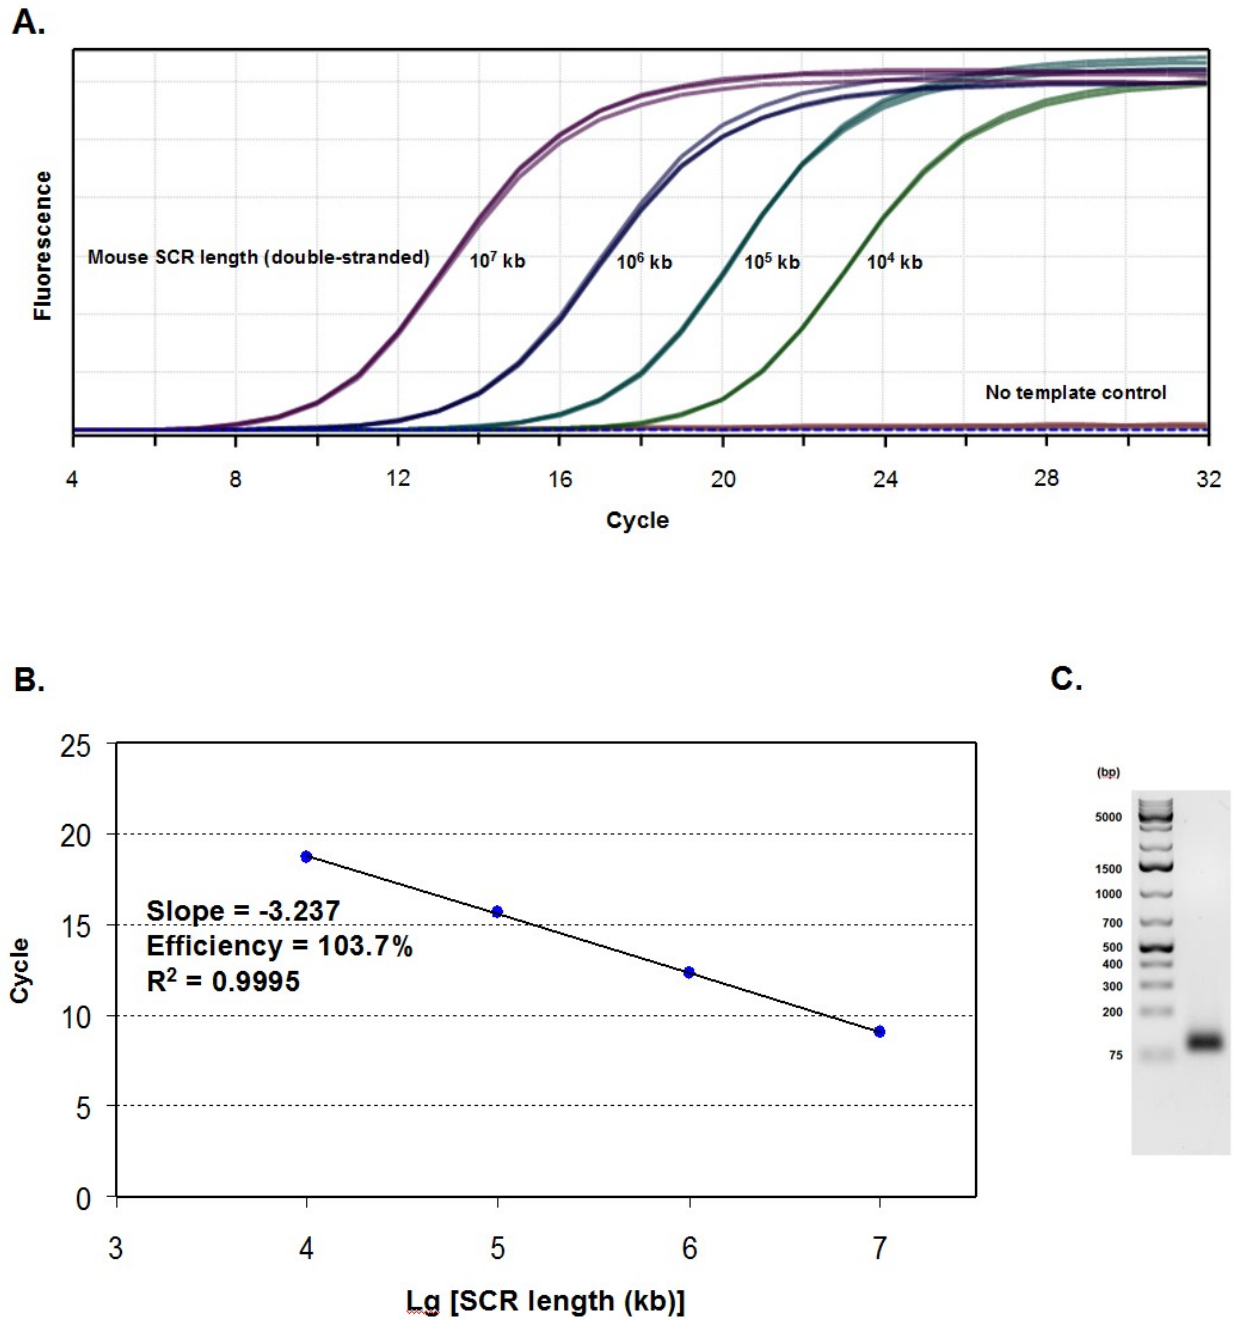 A.
Fluorescence
Mouse SCR length (double-stranded)
10⁷ kb
10⁶ kb
10⁵ kb
10⁴ kb
No template control
4 8 12 16 20 24 28 32
Cycle
B.
25
20
15
10
5
0
Cycle
Slope = -3.237
Efficiency = 103.7%
R² = 0.9995
3 4 5 6 7
Lg [SCR length (kb)]
C.
(bp)
5000
1500
1000
700
500
400
300
200
75